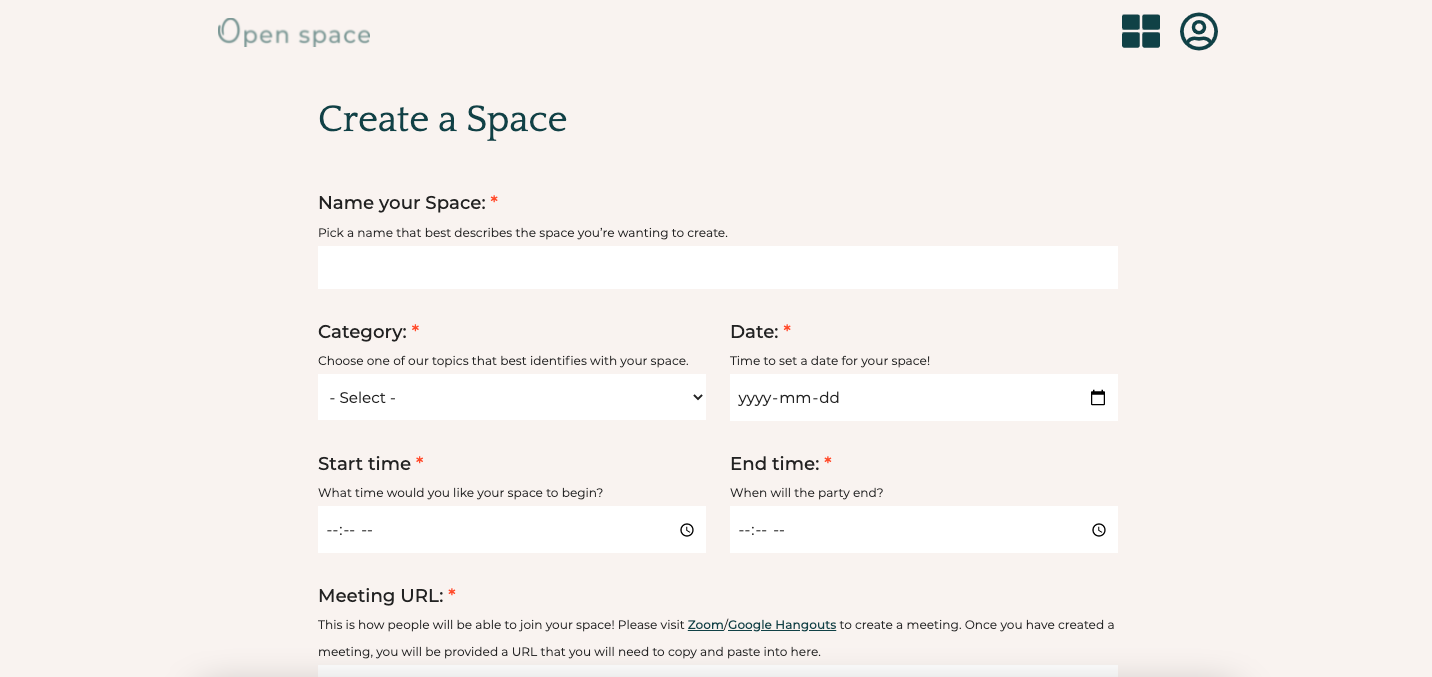 Open space
Create a Space
Name your Space: *
Pick a name that best describes the space you're wanting to create.
Category: *
Date: *
Choose one of our topics that best identifies with your space.
Time to set a date for your space!
- Select -
yyyy-mm-dd
Start time *
End time: *
What time would you like your space to begin?
When will the party end?
--:-- --
--:-- --
Meeting URL: *
This is how people will be able to join your space! Please visit Zoom/Google Hangouts to create a meeting. Once you have created a
meeting, you will be provided a URL that you will need to copy and paste into here.